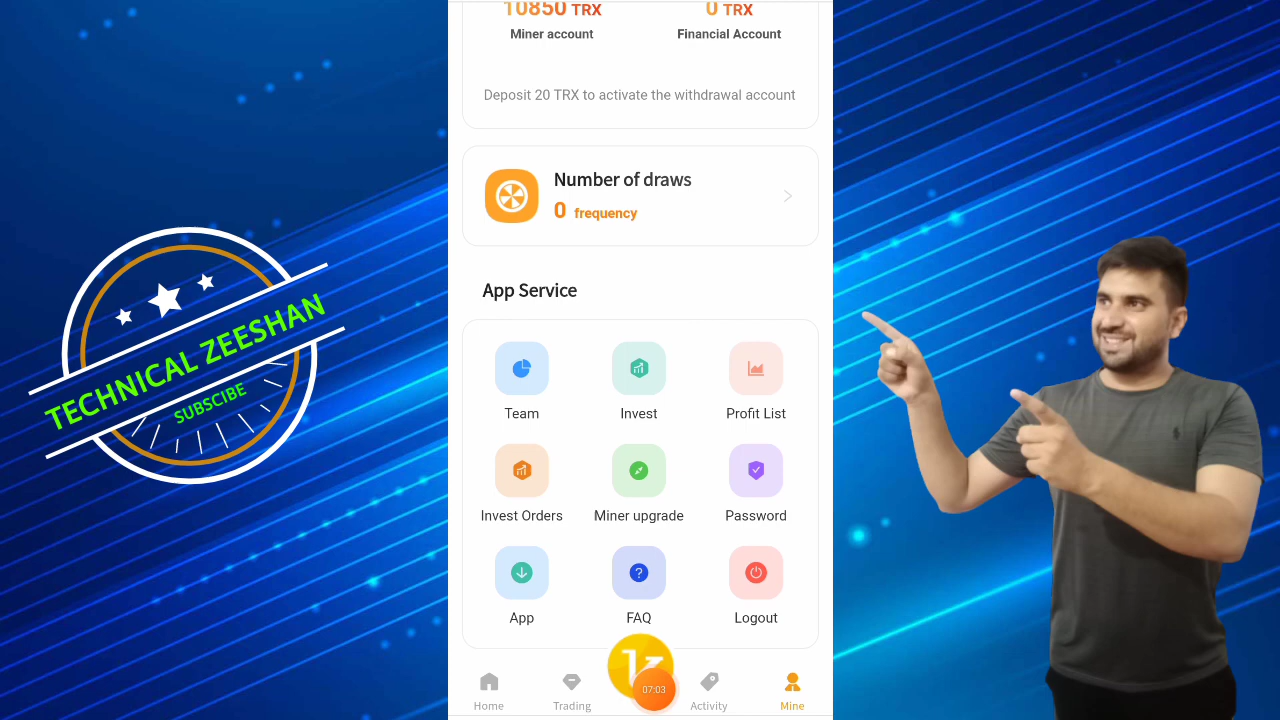 10850 TRX
0 TRX
Miner account
Financial Account
Deposit 20 TRX to activate the withdrawal account
Number of draws
0 frequency
App Service
Team
Invest
Profit List
Invest Orders
Miner upgrade
Password
App
FAQ
Logout
07:03
Home
Trading
Activity
Mine
TECHNICAL ZEESHAN
SUBSCIBE